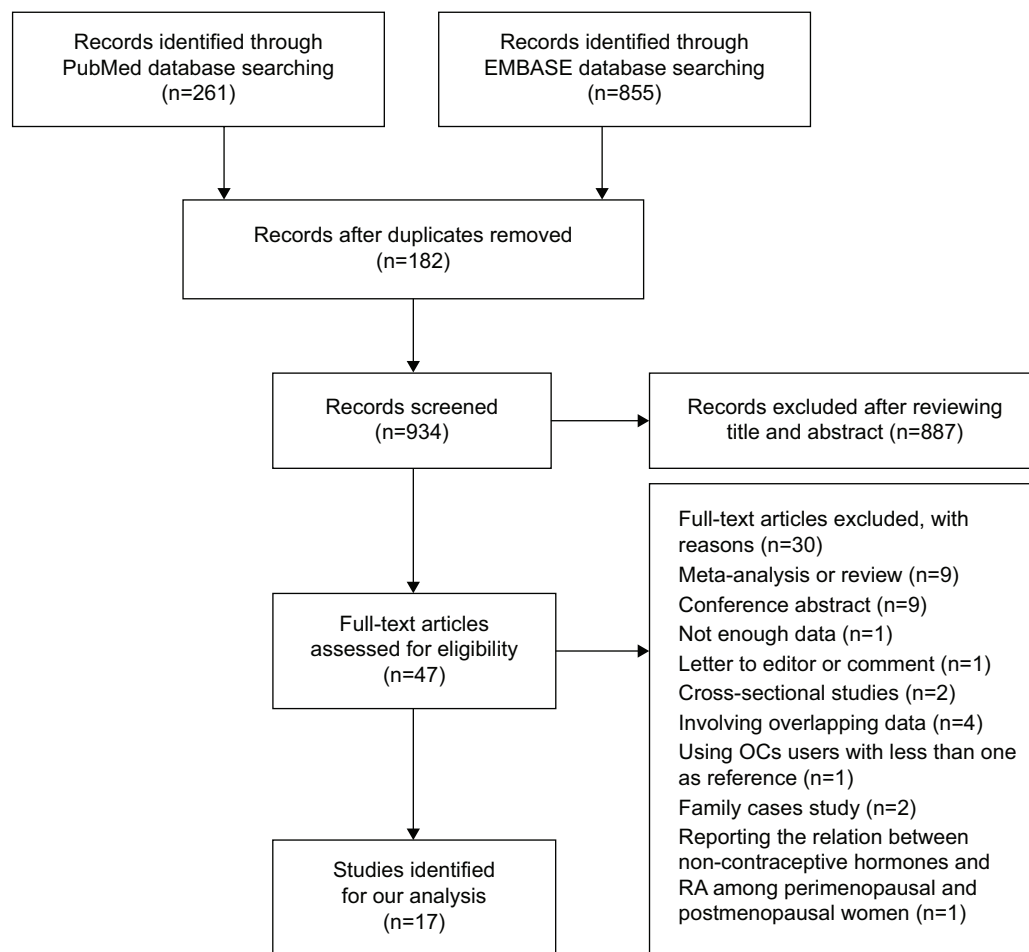 Records identified through
PubMed database searching
(n=261)
Records identified through
EMBASE database searching
(n=855)
Records after duplicates removed
(n=182)
Records screened
(n=934)
Records excluded after reviewing
title and abstract (n=887)
Full-text articles
assessed for eligibility
(n=47)
Full-text articles excluded, with
reasons (n=30)
Meta-analysis or review (n=9)
Conference abstract (n=9)
Not enough data (n=1)
Letter to editor or comment (n=1)
Cross-sectional studies (n=2)
Involving overlapping data (n=4)
Using OCs users with less than one
as reference (n=1)
Family cases study (n=2)
Reporting the relation between
non-contraceptive hormones and
RA among perimenopausal and
postmenopausal women (n=1)
Studies identified
for our analysis
(n=17)